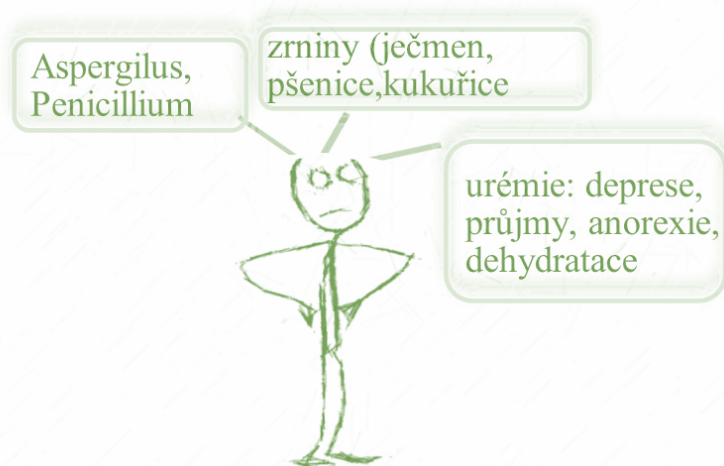 Aspergilus,
Penicillium
zrniny (ječmen,
pšenice,kukuřice
urémie: deprese,
průjmy, anorexie,
dehydratace